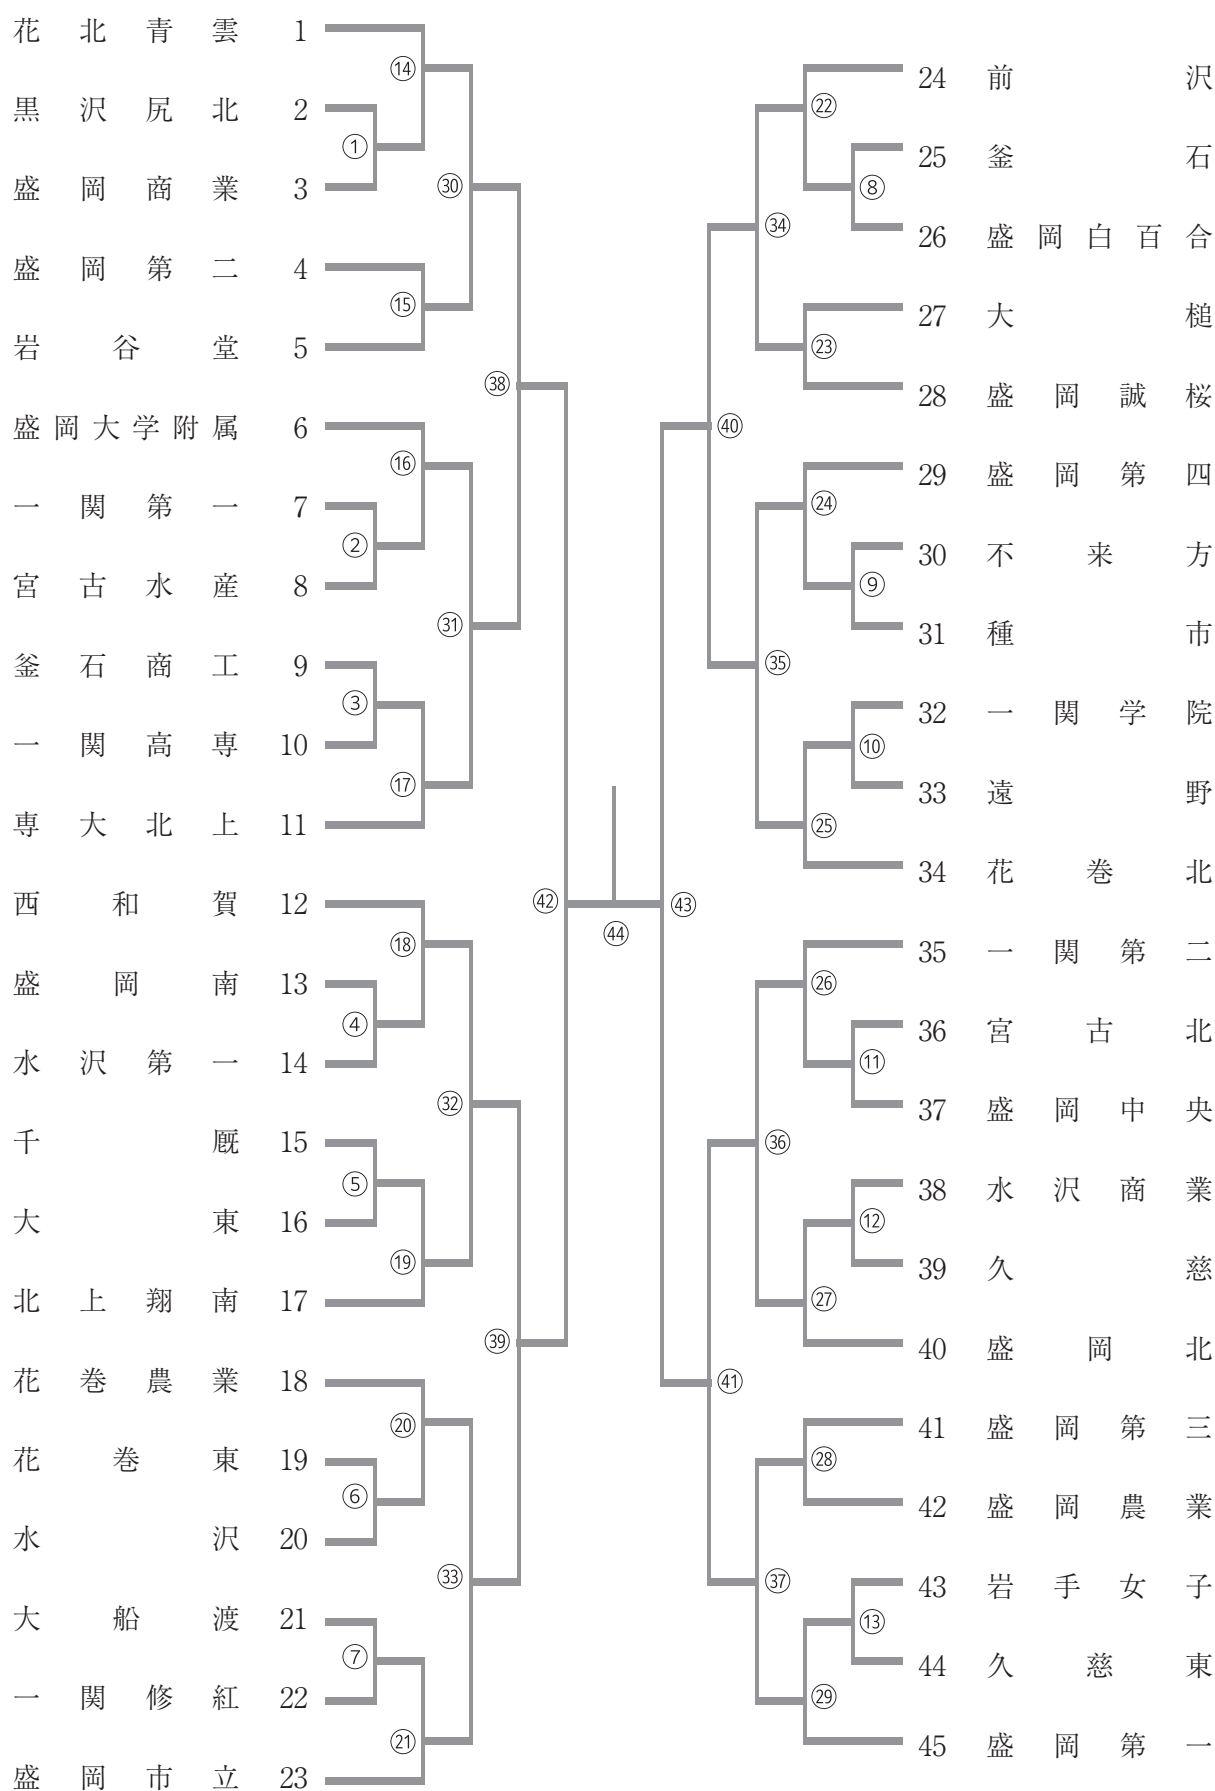 花北青雲 1
⑭
黒沢尻北 2
①
盛岡商業 3
㉚
盛岡第二 4
⑮
岩谷堂 5
㊳
盛岡大学附属 6
⑯
一関第一 7
②
宮古水産 8
㉛
釜石商工 9
③
一関高専 10
⑰
専大北上 11
西和賀 12
⑱
盛岡南 13
④
水沢第一 14
㉜
千厩 15
⑤
大東 16
⑲
北上翔南 17
㊴
花巻農業 18
⑳
花巻東 19
⑥
水沢 20
㉝
大船渡 21
⑦
一関修紅 22
㉑
盛岡市立 23
㊷
㊹
㊸
24 前沢
㉒
25 釜石
⑧
26 盛岡白百合
㉞
27 大槌
㉓
28 盛岡誠桜
㊵
29 盛岡第四
㉔
30 不来方
⑨
31 種市
㉟
32 一関学院
⑩
33 遠野
㉕
34 花巻北
35 一関第二
㉖
36 宮古北
⑪
37 盛岡中央
㊱
38 水沢商業
⑫
39 久慈
㉗
40 盛岡北
㊶
41 盛岡第三
㉘
42 盛岡農業
㊲
43 岩手女子
⑬
44 久慈東
㉙
45 盛岡第一